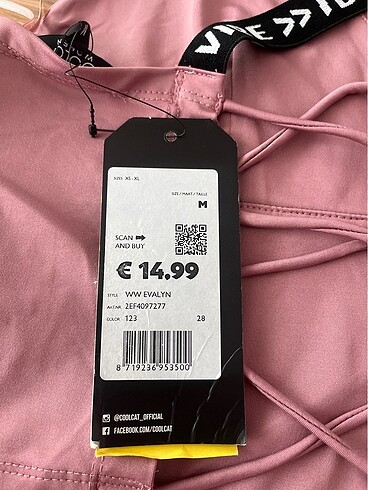 SIZE: XS-XL
SIZE / MAAT / TAILLE
M
SCAN
AND BUY
€ 14.99
STYLE WW EVALYN
ART.NR 2EF4097277
COLOR 123 28
8 719236 953500
@COOLCAT_OFFICIAL
FACEBOOK.COM/COOLCAT